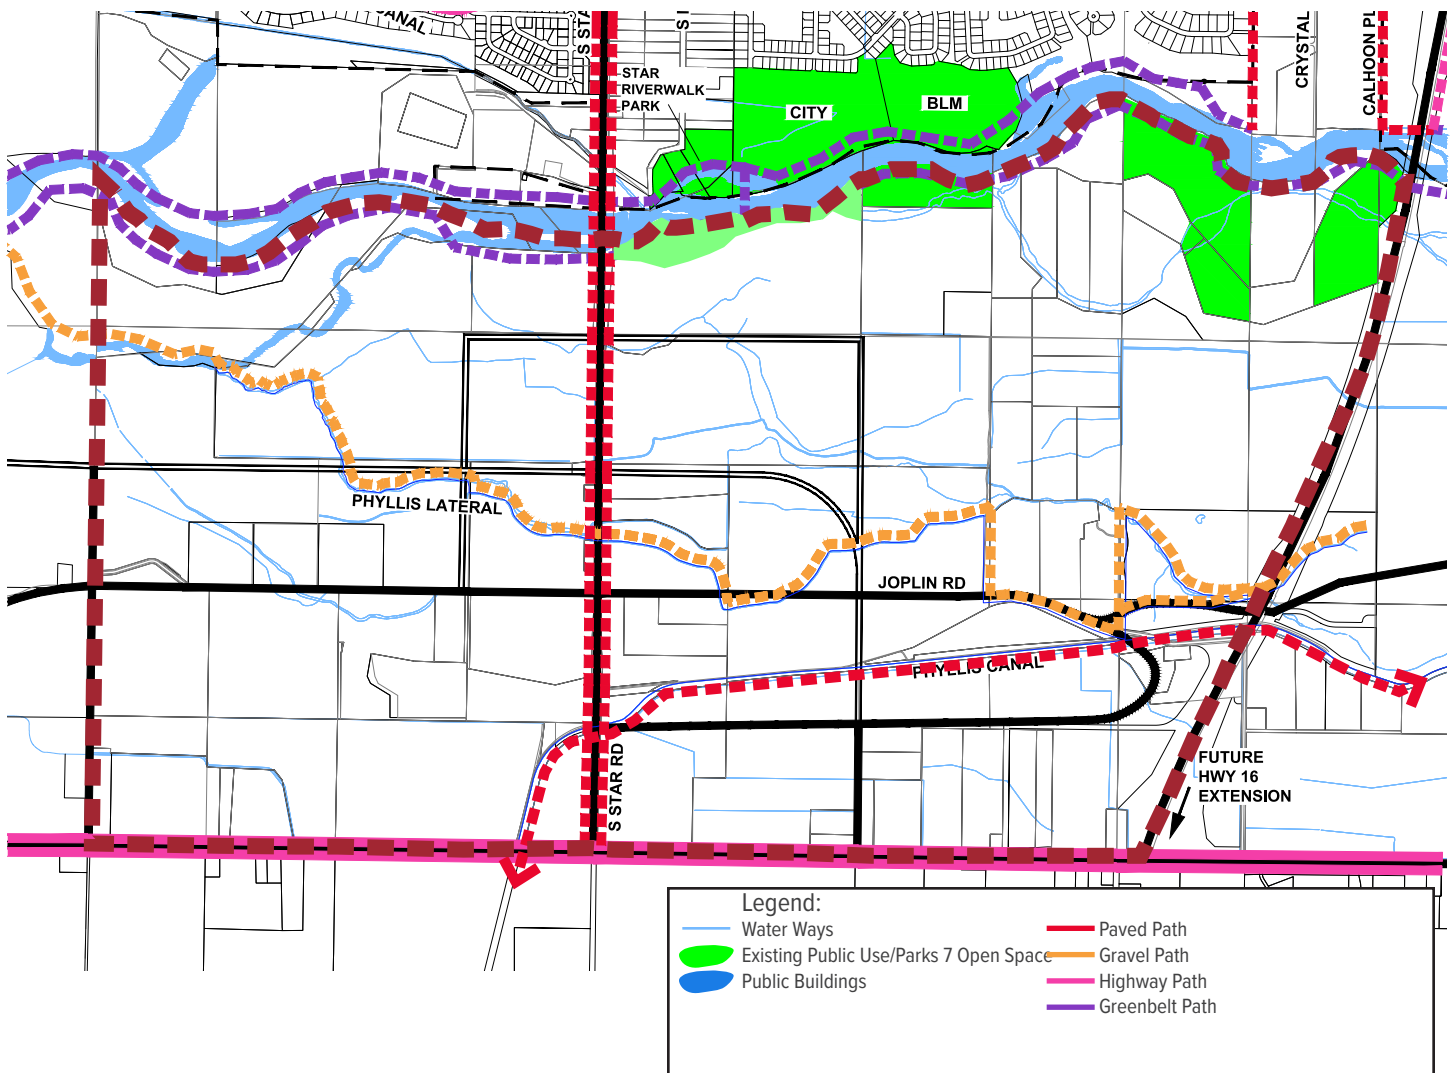 CANAL
S STA
S
CRYSTAL
CALHOON PL
STAR
RIVERWALK
PARK
CITY
BLM
PHYLLIS LATERAL
JOPLIN RD
PHYLLIS CANAL
S STAR RD
FUTURE
HWY 16
EXTENSION
Legend:
Water Ways
Existing Public Use/Parks 7 Open Space
Public Buildings
Paved Path
Gravel Path
Highway Path
Greenbelt Path